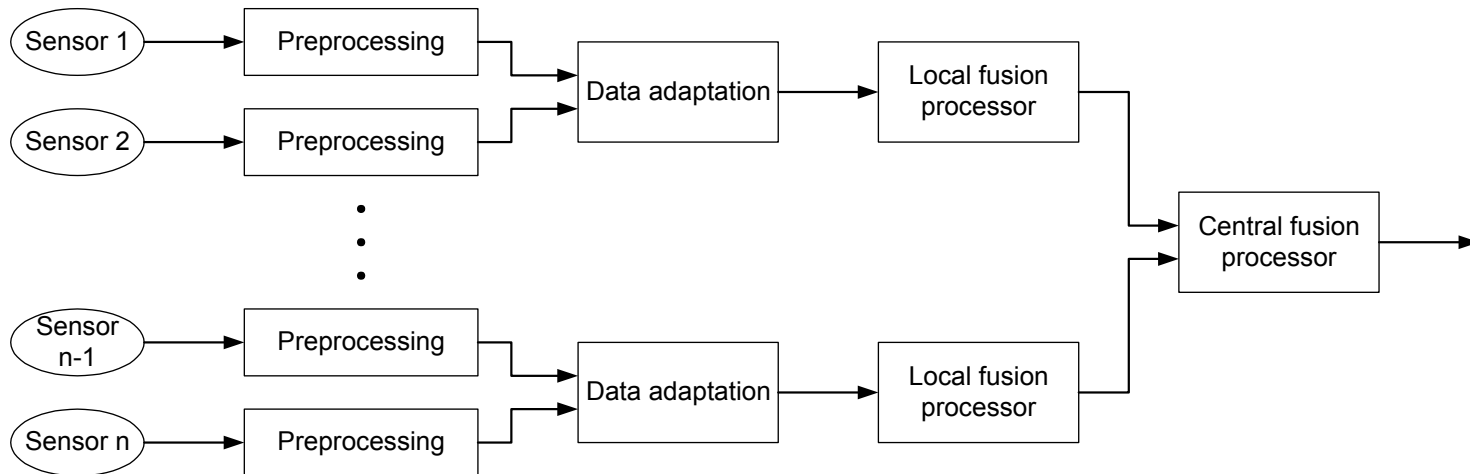 Sensor 1
Preprocessing
Sensor 2
Preprocessing
Data adaptation
Local fusion
processor
Central fusion
processor
Sensor
n-1
Preprocessing
Sensor n
Preprocessing
Data adaptation
Local fusion
processor